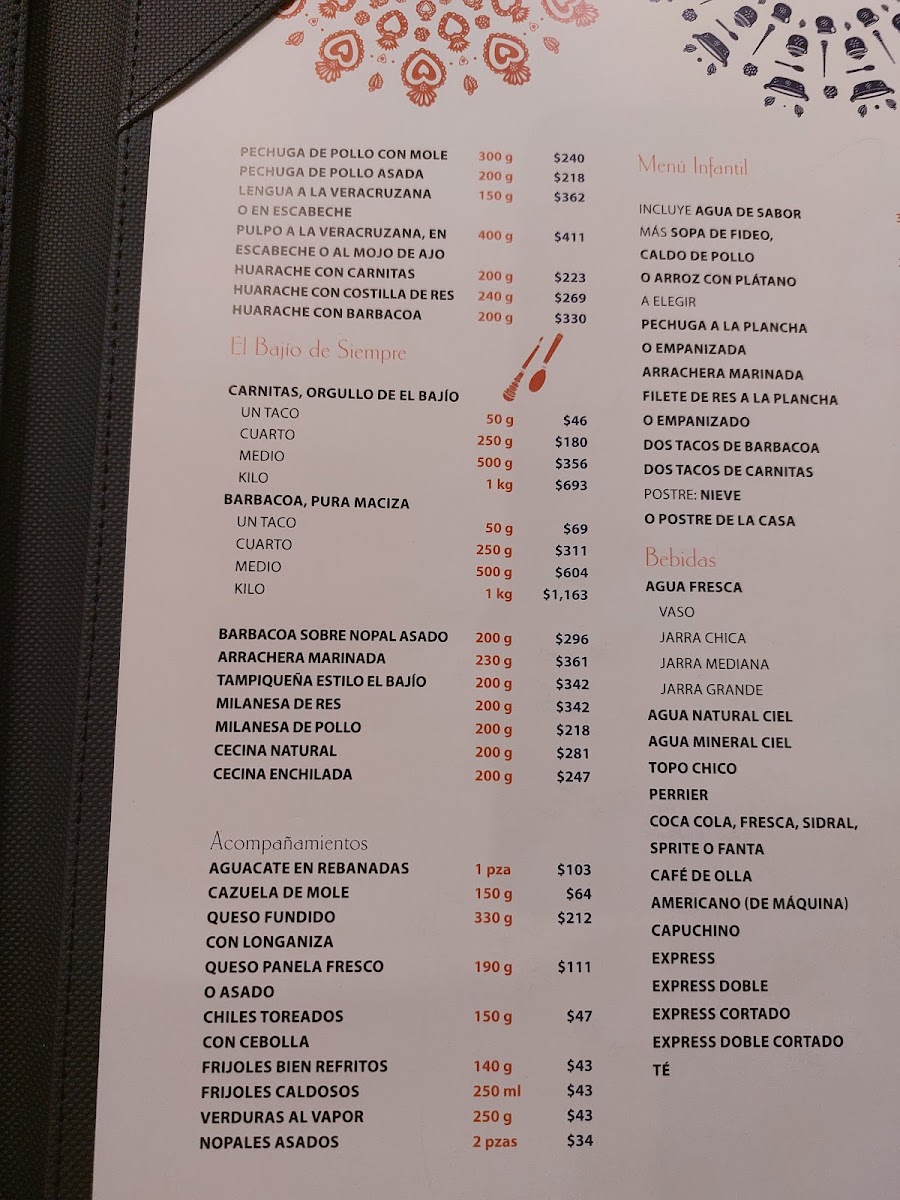 PECHUGA DE POLLO CON MOLE 300 g $240
PECHUGA DE POLLO ASADA 200 g $218
LENGUA A LA VERACRUZANA 150 g $362
O EN ESCABECHE
PULPO A LA VERACRUZANA, EN 400 g $411
ESCABECHE O AL MOJO DE AJO
HUARACHE CON CARNITAS 200 g $223
HUARACHE CON COSTILLA DE RES 240 g $269
HUARACHE CON BARBACOA 200 g $330
El Bajío de Siempre
CARNITAS, ORGULLO DE EL BAJÍO
UN TACO 50 g $46
CUARTO 250 g $180
MEDIO 500 g $356
KILO 1 kg $693
BARBACOA, PURA MACIZA
UN TACO 50 g $69
CUARTO 250 g $311
MEDIO 500 g $604
KILO 1 kg $1,163
BARBACOA SOBRE NOPAL ASADO 200 g $296
ARRACHERA MARINADA 230 g $361
TAMPIQUEÑA ESTILO EL BAJÍO 200 g $342
MILANESA DE RES 200 g $342
MILANESA DE POLLO 200 g $218
CECINA NATURAL 200 g $281
CECINA ENCHILADA 200 g $247
Acompañamientos
AGUACATE EN REBANADAS 1 pza $103
CAZUELA DE MOLE 150 g $64
QUESO FUNDIDO 330 g $212
CON LONGANIZA
QUESO PANELA FRESCO 190 g $111
O ASADO
CHILES TOREADOS 150 g $47
CON CEBOLLA
FRIJOLES BIEN REFRITOS 140 g $43
FRIJOLES CALDOSOS 250 ml $43
VERDURAS AL VAPOR 250 g $43
NOPALES ASADOS 2 pzas $34
Menú Infantil
INCLUYE AGUA DE SABOR
MÁS SOPA DE FIDEO,
CALDO DE POLLO
O ARROZ CON PLÁTANO
A ELEGIR
PECHUGA A LA PLANCHA
O EMPANIZADA
ARRACHERA MARINADA
FILETE DE RES A LA PLANCHA
O EMPANIZADO
DOS TACOS DE BARBACOA
DOS TACOS DE CARNITAS
POSTRE: NIEVE
O POSTRE DE LA CASA
Bebidas
AGUA FRESCA
VASO
JARRA CHICA
JARRA MEDIANA
JARRA GRANDE
AGUA NATURAL CIEL
AGUA MINERAL CIEL
TOPO CHICO
PERRIER
COCA COLA, FRESCA, SIDRAL,
SPRITE O FANTA
CAFÉ DE OLLA
AMERICANO (DE MÁQUINA)
CAPUCHINO
EXPRESS
EXPRESS DOBLE
EXPRESS CORTADO
EXPRESS DOBLE CORTADO
TÉ